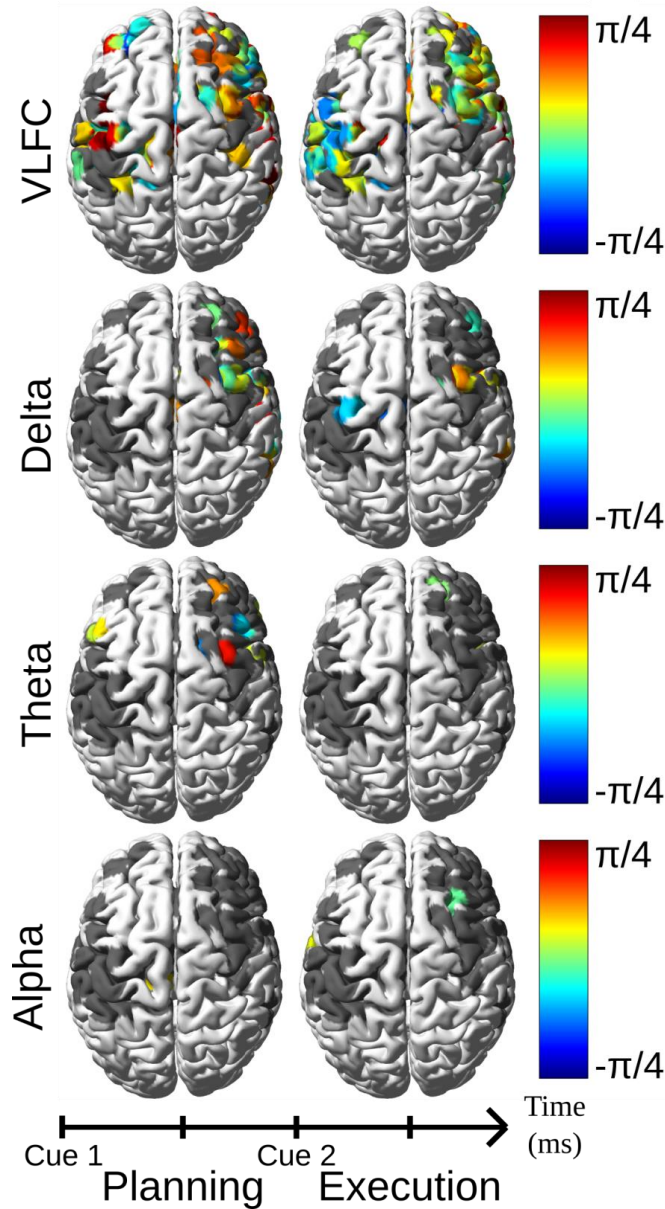 VLFC
π/4
-π/4
Delta
π/4
-π/4
Theta
π/4
-π/4
Alpha
π/4
-π/4
Time
(ms)
Cue 1
Cue 2
Planning
Execution